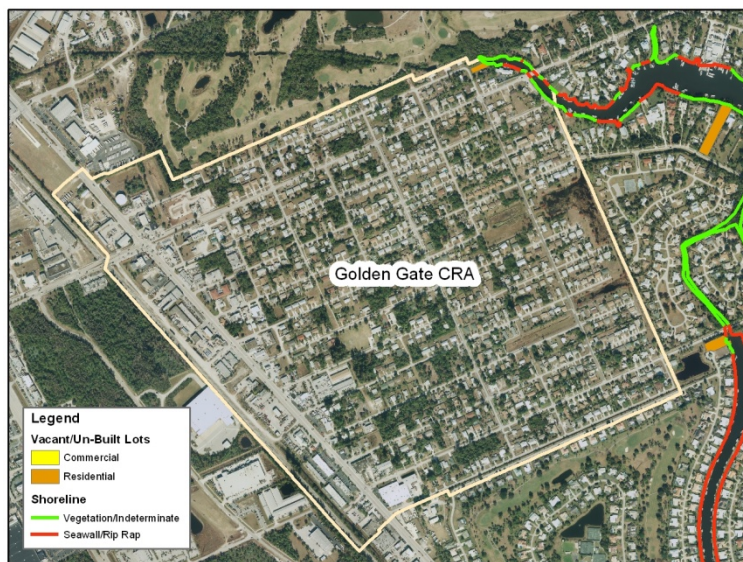 Golden Gate CRA
Legend
Vacant/Un-Built Lots
Commercial
Residential
Shoreline
Vegetation/Indeterminate
Seawall/Rip Rap